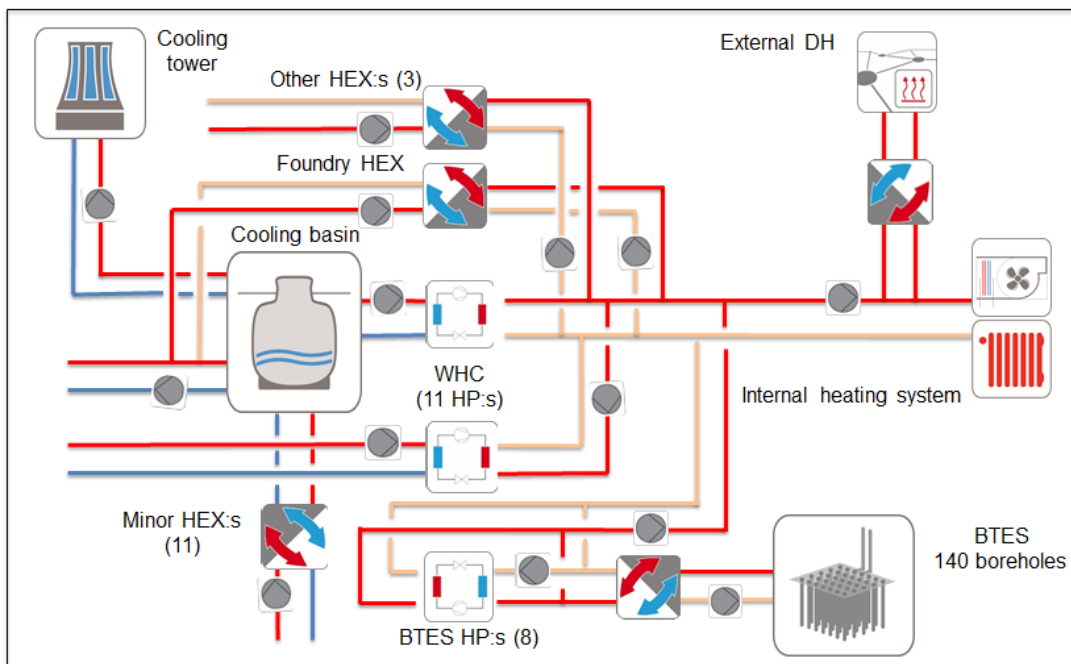 Cooling
tower
External DH
Other HEX:s (3)
Foundry HEX
Cooling basin
WHC
(11 HP:s)
Internal heating system
Minor HEX:s
(11)
BTES
140 boreholes
BTES HP:s (8)